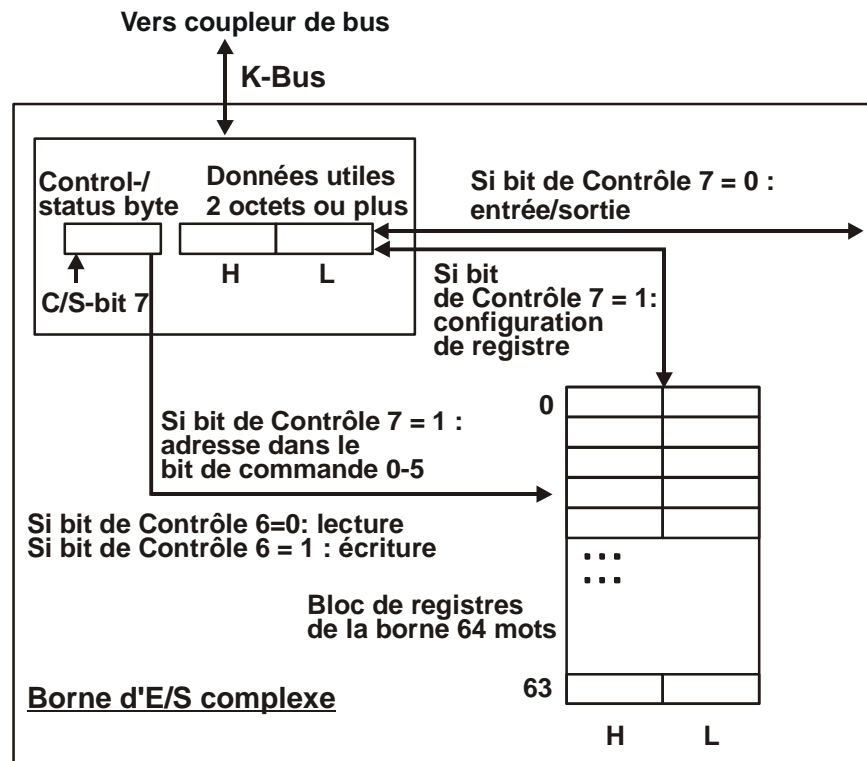 Vers coupleur de bus
K-Bus
Control-/
status byte
Données utiles
2 octets ou plus
H
L
C/S-bit 7
Si bit de Contrôle 7 = 0 :
entrée/sortie
Si bit
de Contrôle 7 = 1:
configuration
de registre
Si bit de Contrôle 7 = 1 :
adresse dans le
bit de commande 0-5
Si bit de Contrôle 6=0: lecture
Si bit de Contrôle 6 = 1 : écriture
0
Bloc de registres
de la borne 64 mots
63
H
L
Borne d'E/S complexe